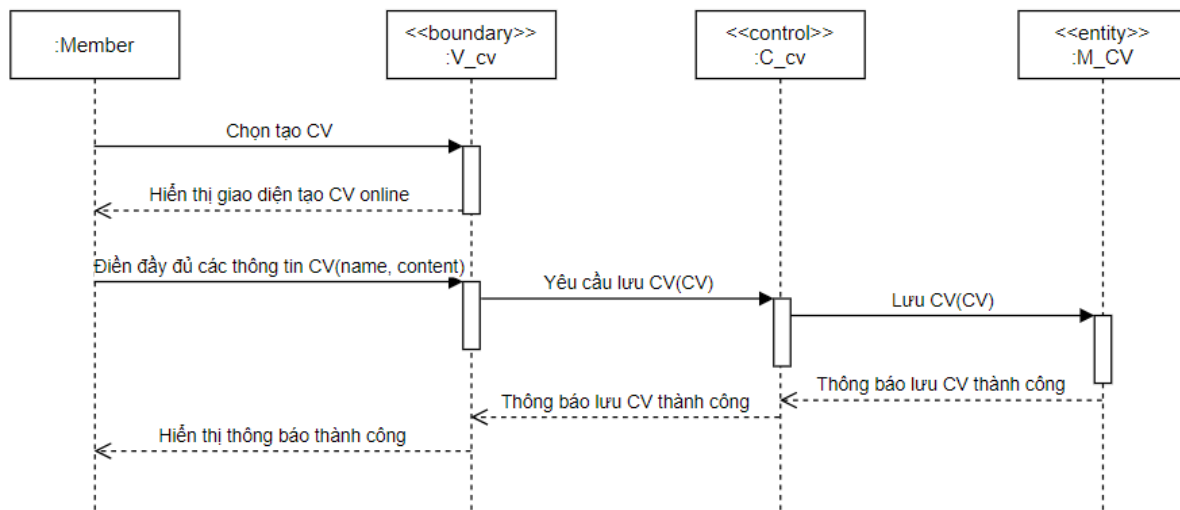 :Member
<<boundary>>
:V_cv
<<control>>
:C_cv
<<entity>>
:M_CV
Chọn tạo CV
Hiển thị giao diện tạo CV online
Điền đầy đủ các thông tin CV(name, content)
Yêu cầu lưu CV(CV)
Lưu CV(CV)
Thông báo lưu CV thành công
Thông báo lưu CV thành công
Hiển thị thông báo thành công